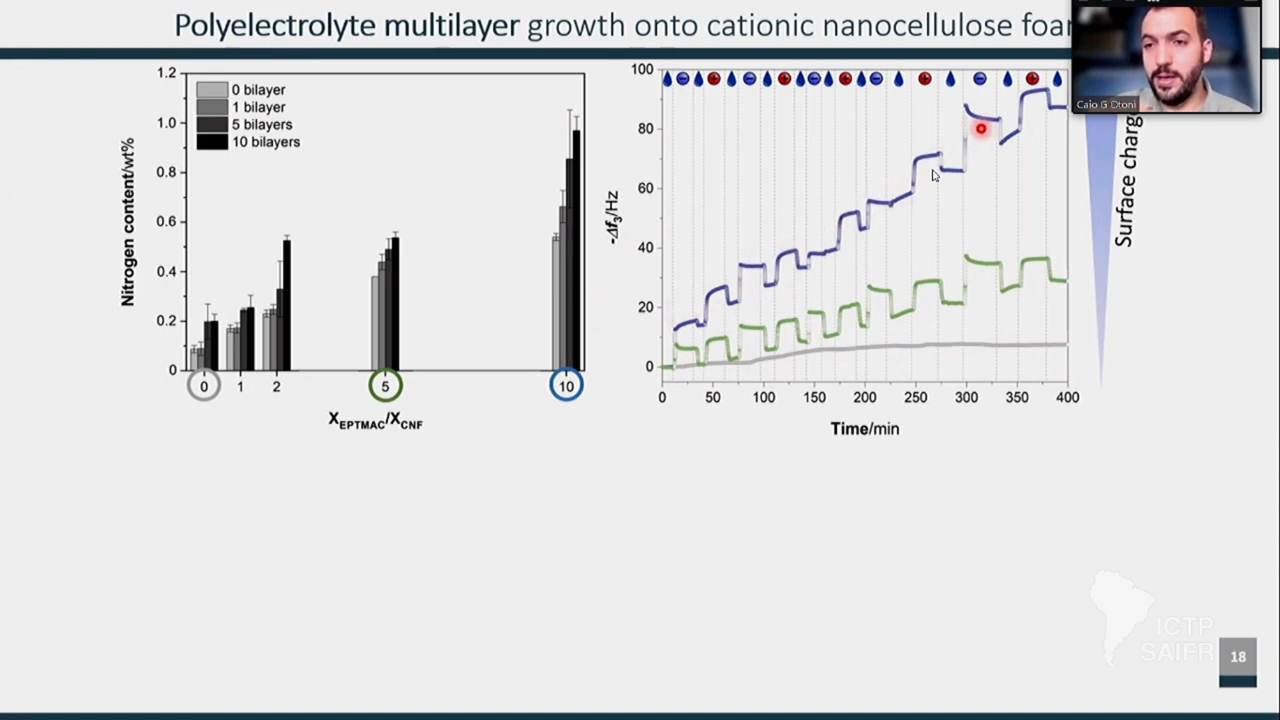 Polyelectrolyte multilayer growth onto cationic nanocellulose foa
Caio G Otoni
0 bilayer
1 bilayer
5 bilayers
10 bilayers
Nitrogen content/wt%
1.2
1.0
0.8
0.6
0.4
0.2
0
0 1 2 5 10
X_EPTMAC/X_CNF
-Δf₃/Hz
100
80
60
40
20
0
0 50 100 150 200 250 300 350 400
Time/min
Surface charg
ICTP
SAIFR
18